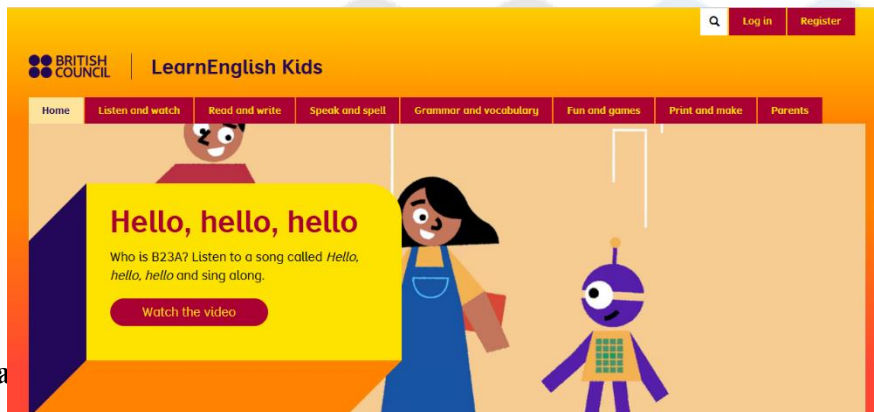 Log in Register
BRITISH
COUNCIL
LearnEnglish Kids
Home Listen and watch Read and write Speak and spell Grammar and vocabulary Fun and games Print and make Parents
Hello, hello, hello
Who is B23A? Listen to a song called Hello,
hello, hello and sing along.
Watch the video